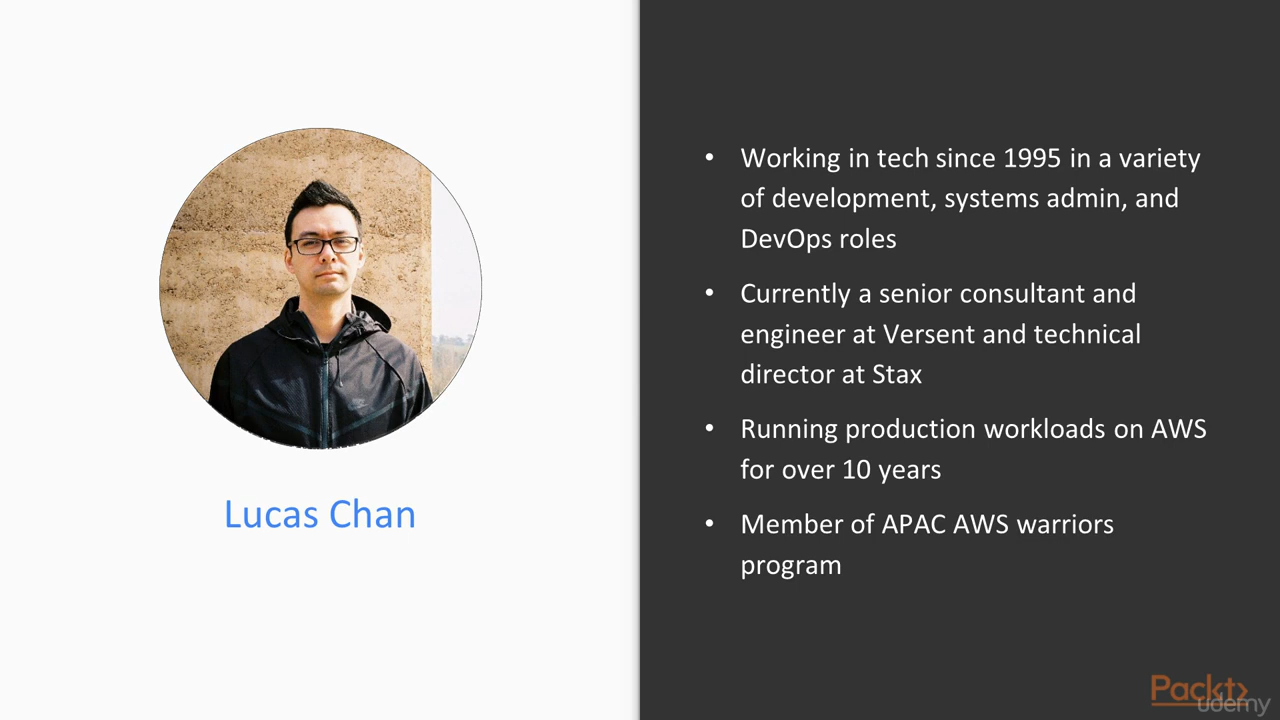 Lucas Chan
• Working in tech since 1995 in a variety
of development, systems admin, and
DevOps roles
• Currently a senior consultant and
engineer at Versent and technical
director at Stax
• Running production workloads on AWS
for over 10 years
• Member of APAC AWS warriors
program
Packt>
udemy